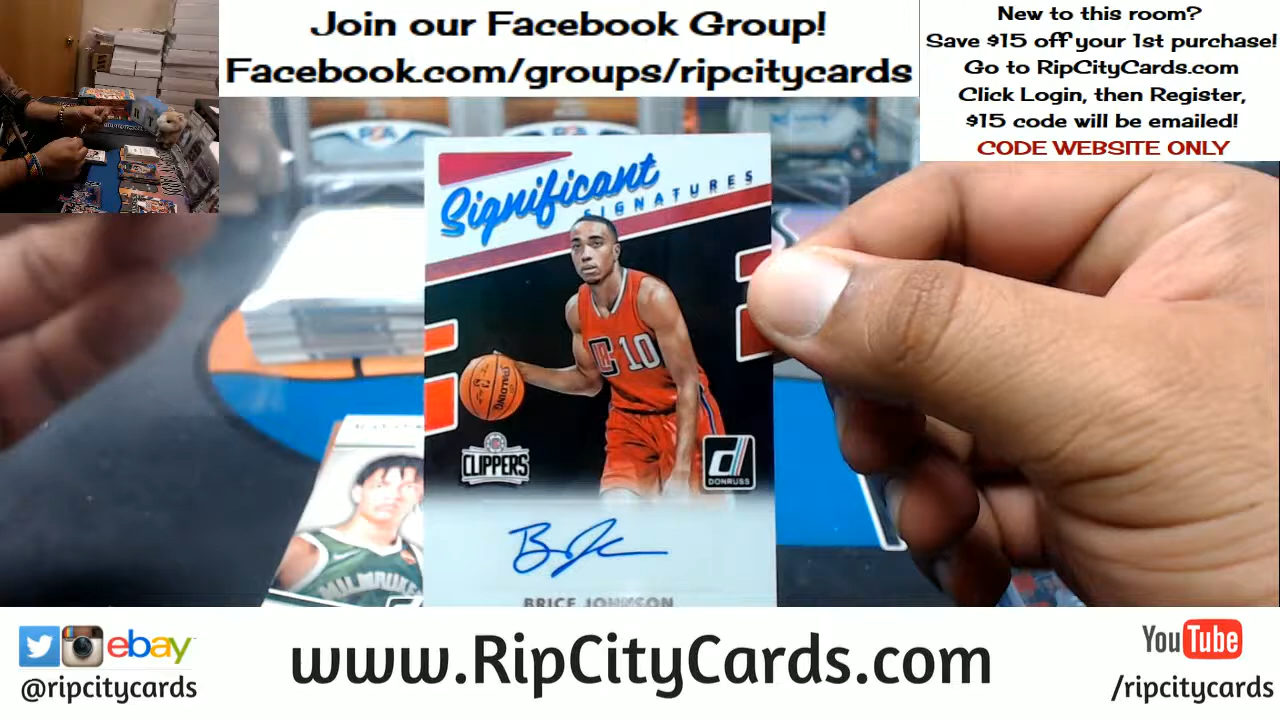 Join our Facebook Group!
Facebook.com/groups/ripcitycards
New to this room?
Save $15 off your 1st purchase!
Go to RipCityCards.com
Click Login, then Register,
$15 code will be emailed!
CODE WEBSITE ONLY
Significant
SIGNATURES
C 10
SPALDING
CLIPPERS
d
DONRUSS
MILWAUKEE
BRICE JOHNSON
ebay
@ripcitycards
www.RipCityCards.com
YouTube
/ripcitycards